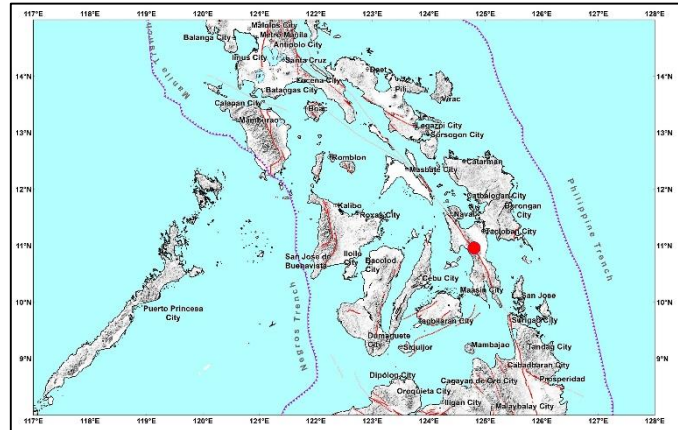 117°E 118°E 119°E 120°E 121°E 122°E 123°E 124°E 125°E 126°E 127°E 128°E
Malolos City
Metro Manila
Balanga City
Antipolo City
Imus City
Santa Cruz
14°N
14°N
Lucena City
Daet
Pili
Batangas City
Virac
Manila Trench
Calapan City
Boac
Legazpi City
Mamburao
Sorsogon City
13°N
13°N
Romblon
Masbate City
Catarman
12°N
12°N
Catbalogan City
Kalibo
Naval
Borongan
City
Roxas City
Tacloban City
Philippine Trench
11°N
11°N
San Jose de
Buenavista
Iloilo
City
Bacolod
City
Cebu City
Maasin City
10°N
10°N
Puerto Princesa
City
San Jose
Negros Trench
Tagbilaran City
Surigao City
Dumaguete
City
Siquijor
Mambajao
Tandag City
9°N
9°N
Cabadbaran City
Dipolog City
Cagayan de Oro City
Prosperidad
Oroquieta City
Iligan City
Malaybalay City
117°E 118°E 119°E 120°E 121°E 122°E 123°E 124°E 125°E 126°E 127°E 128°E